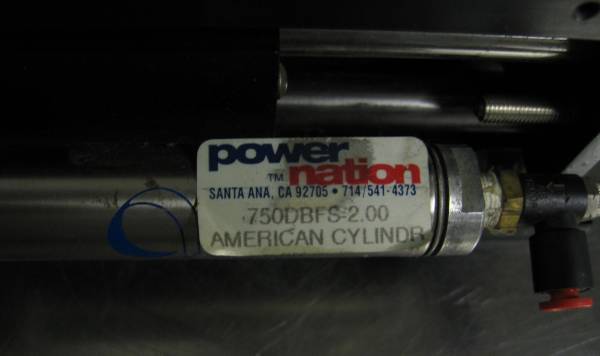 power
™ nation
SANTA ANA, CA 92705 • 714/541-4373
750DBFS-2.00
AMERICAN CYLINDR